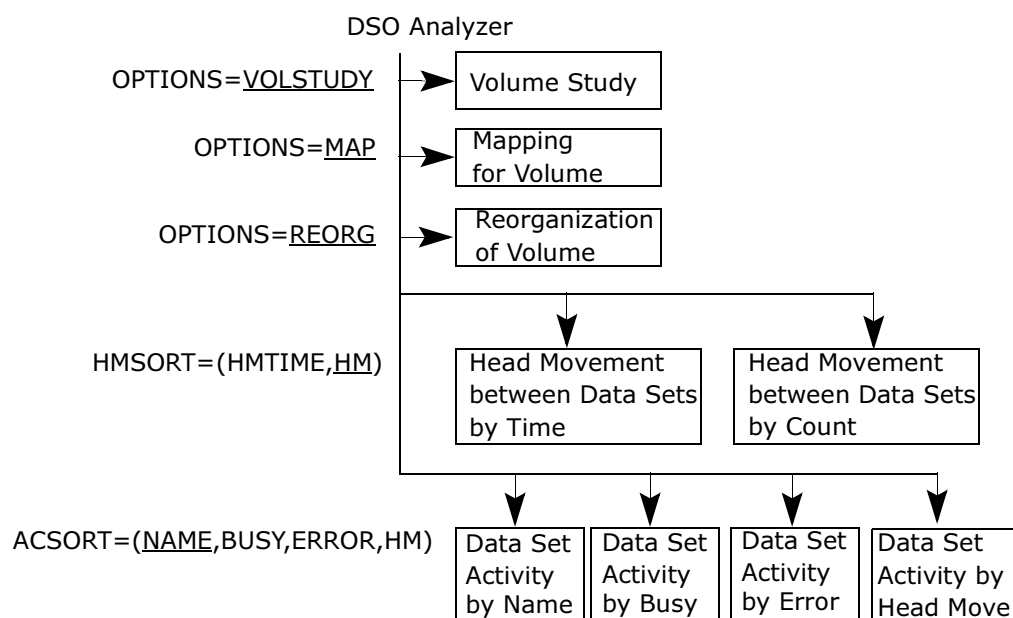 DSO Analyzer
OPTIONS=VOLSTUDY
Volume Study
OPTIONS=MAP
Mapping
for Volume
OPTIONS=REORG
Reorganization
of Volume
HMSORT=(HMTIME,HM)
Head Movement
between Data Sets
by Time
Head Movement
between Data Sets
by Count
ACSORT=(NAME,BUSY,ERROR,HM)
Data Set
Activity
by Name
Data Set
Activity
by Busy
Data Set
Activity
by Error
Data Set
Activity by
Head Move